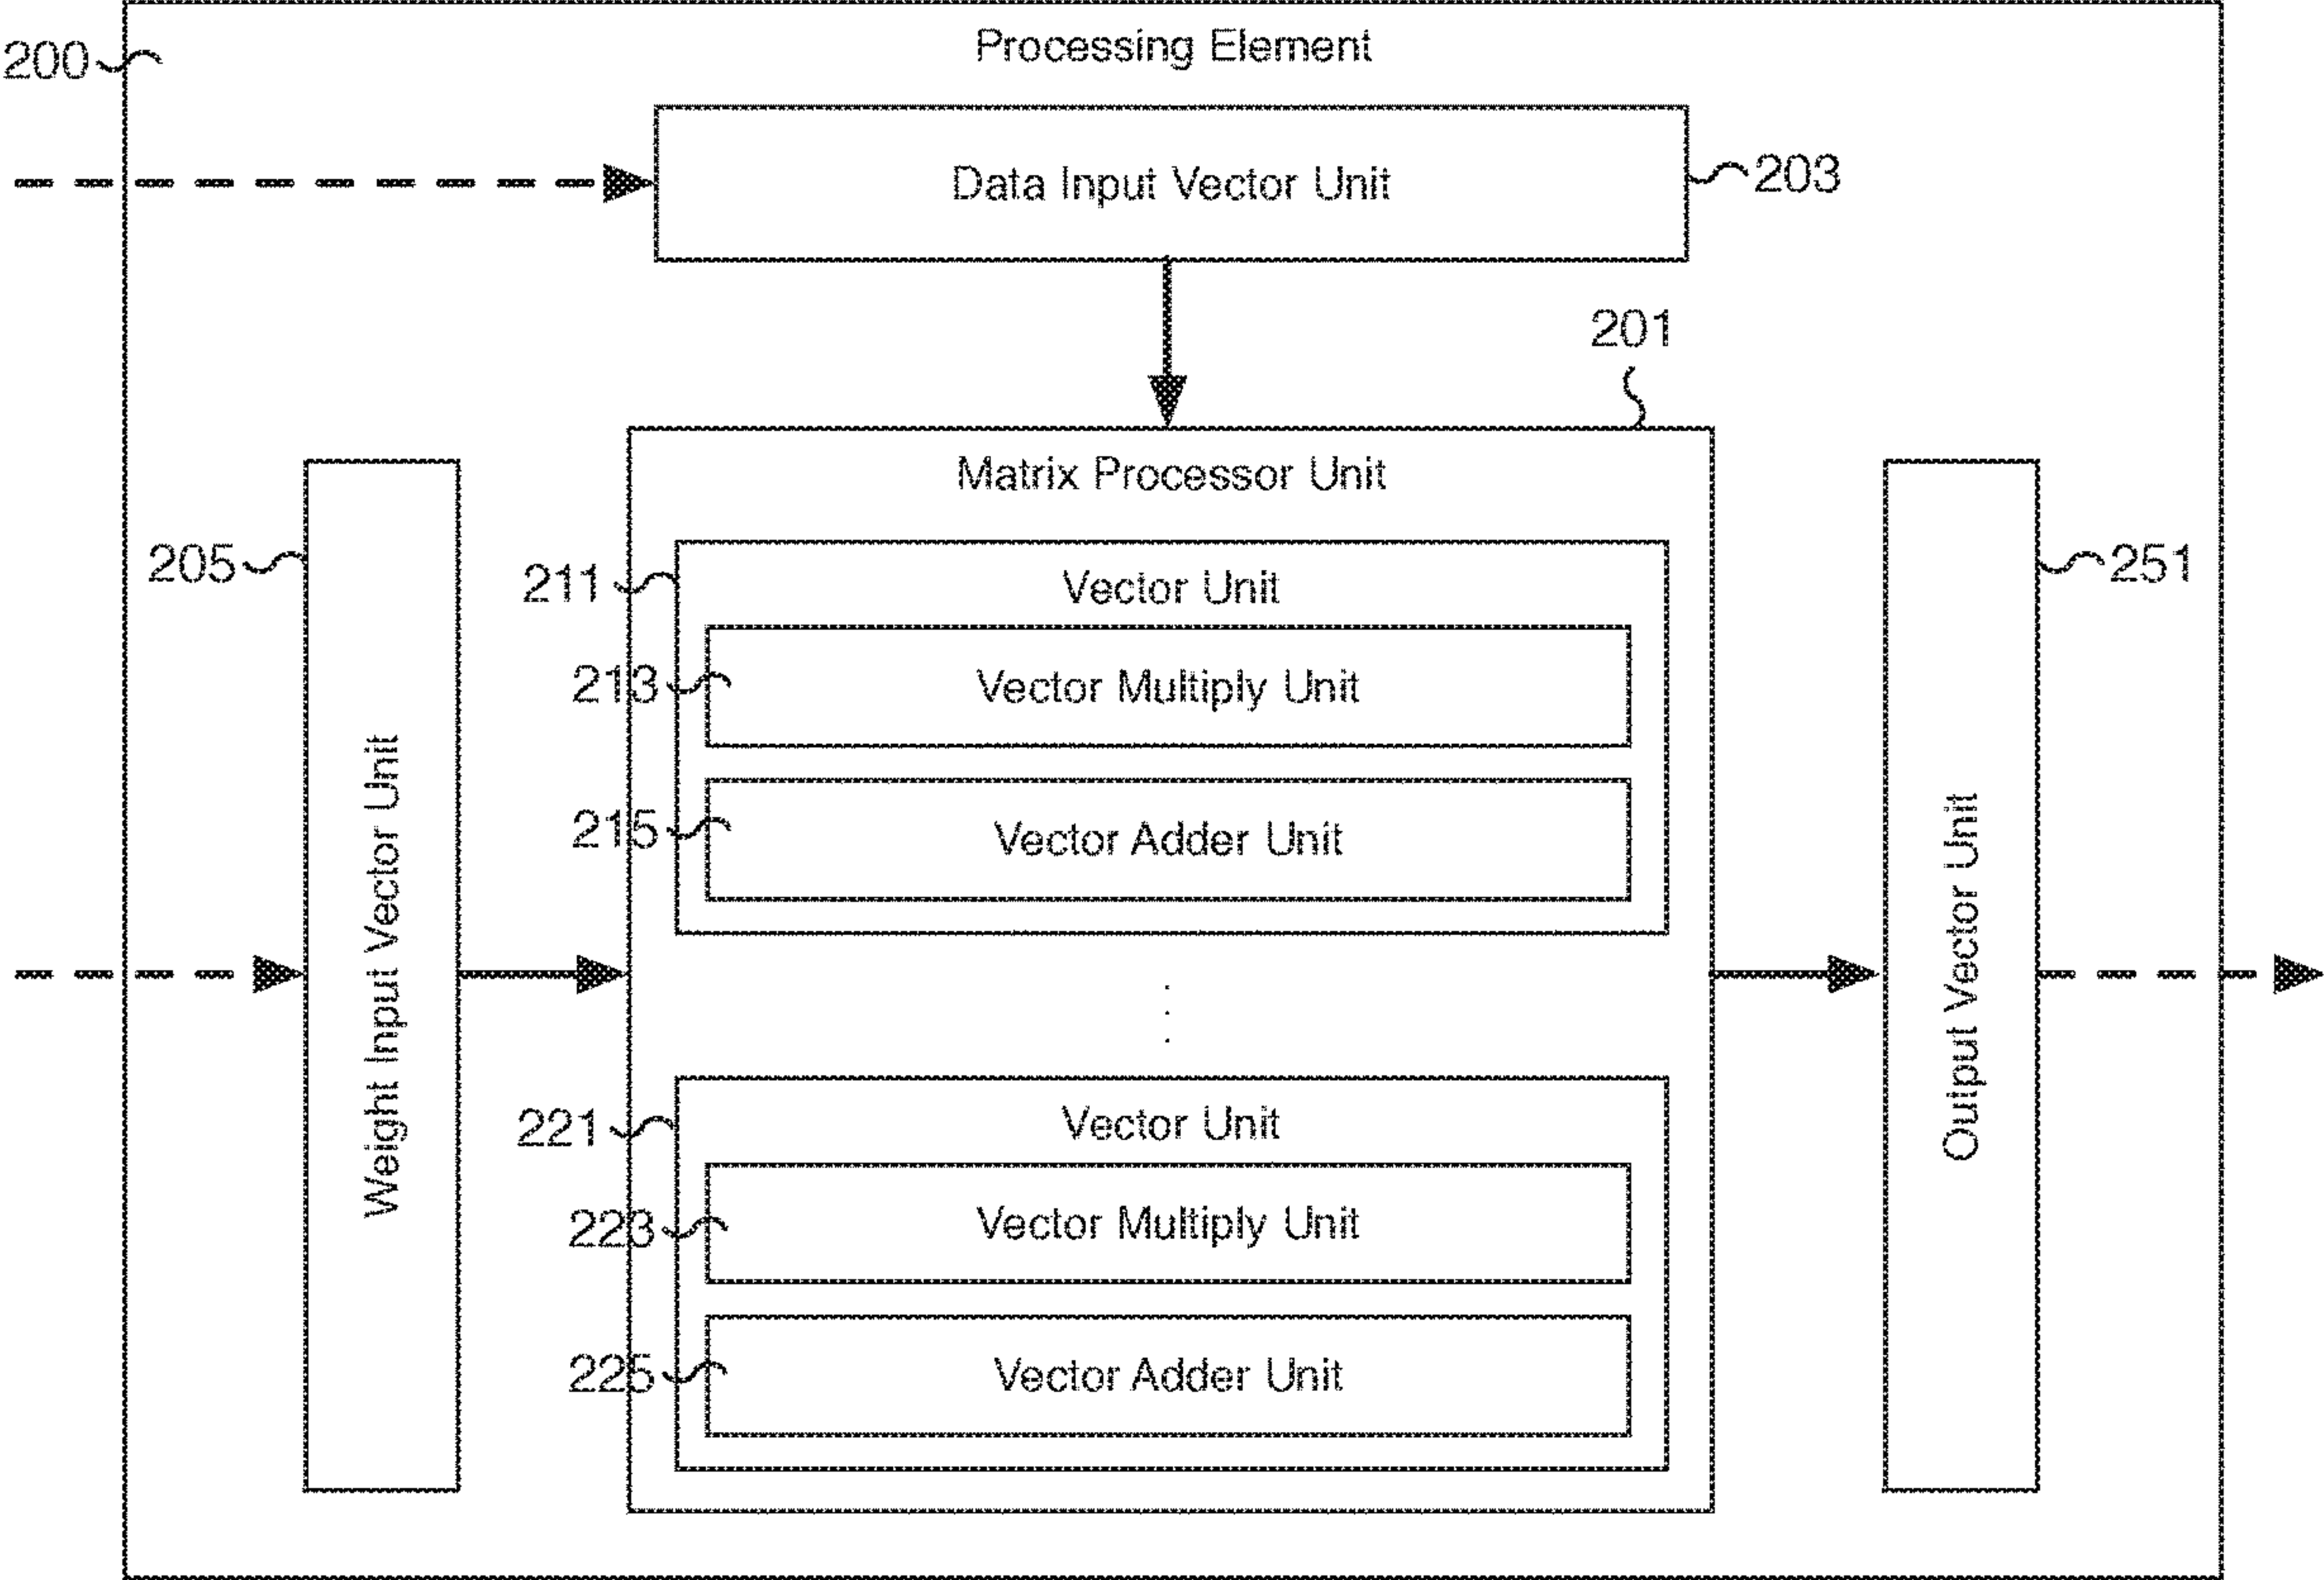 Processing Element
200
Data Input Vector Unit
203
201
Matrix Processor Unit
205
211
Vector Unit
251
213
Vector Multiply Unit
215
Vector Adder Unit
Weight Input Vector Unit
Output Vector Unit
.
.
.
221
Vector Unit
223
Vector Multiply Unit
225
Vector Adder Unit